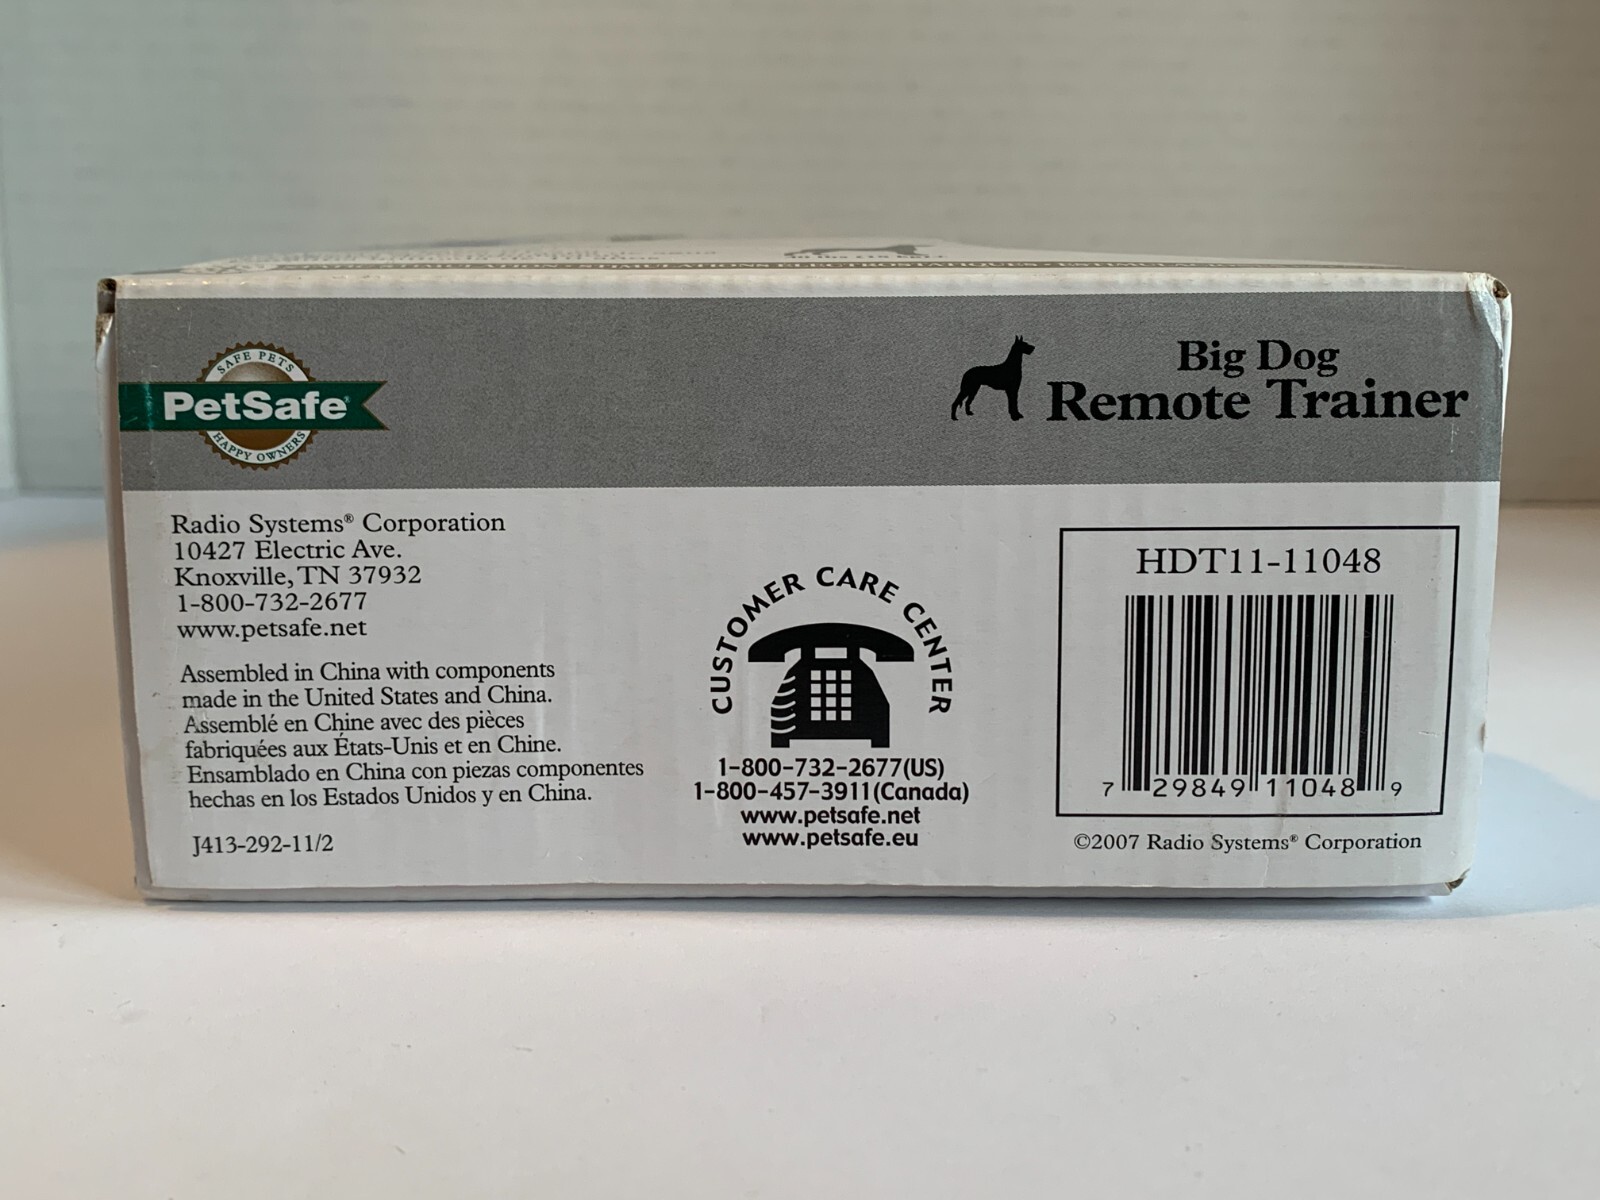 STIMULATION • STIMULATIONS ELECTROSTATIQUES •
SAFE PETS
PetSafe
HAPPY OWNERS
Big Dog
Remote Trainer
Radio Systems® Corporation
10427 Electric Ave.
Knoxville, TN 37932
1-800-732-2677
www.petsafe.net
Assembled in China with components
made in the United States and China.
Assemblé en Chine avec des pièces
fabriquées aux États-Unis et en Chine.
Ensamblado en China con piezas componentes
hechas en los Estados Unidos y en China.
J413-292-11/2
CUSTOMER CARE CENTER
1-800-732-2677(US)
1-800-457-3911(Canada)
www.petsafe.net
www.petsafe.eu
HDT11-11048
7 29849 11048 9
©2007 Radio Systems® Corporation